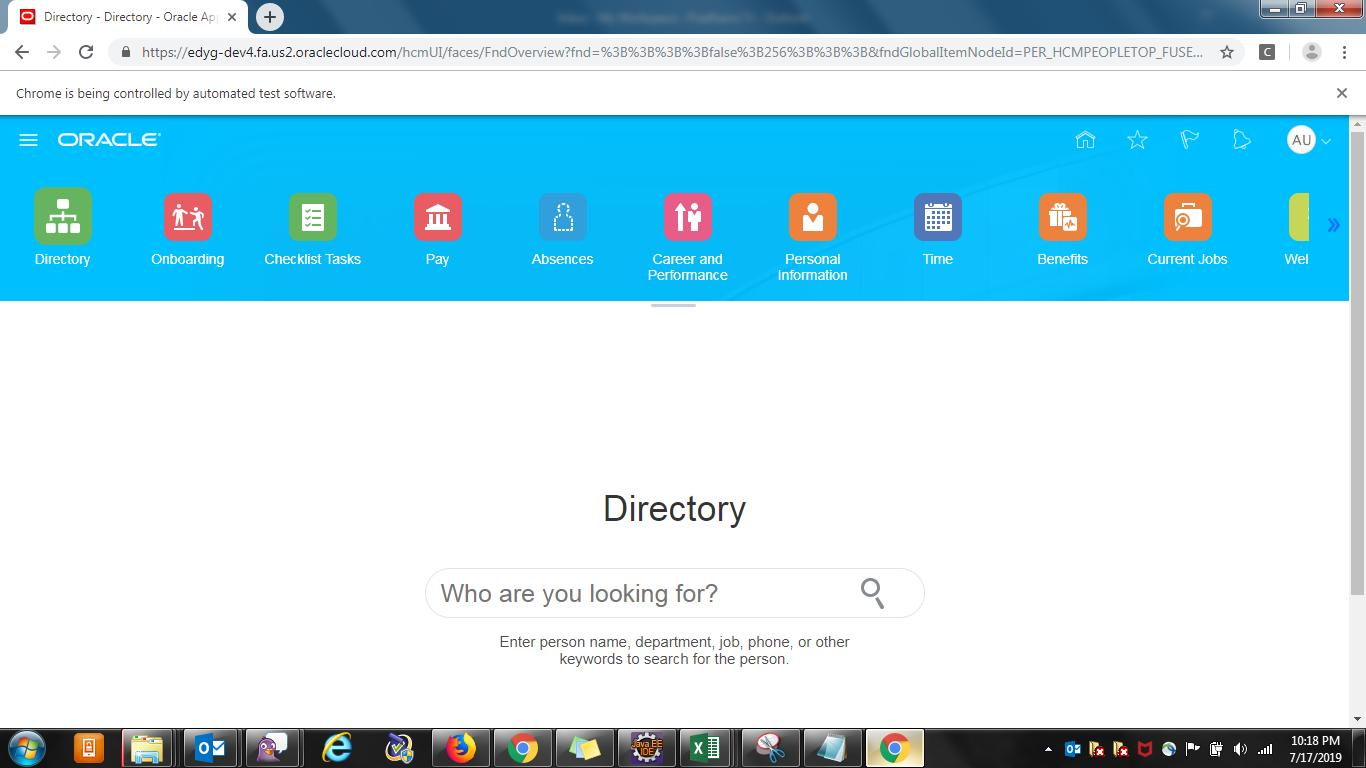 Directory - Directory - Oracle Ap
https://edyg-dev4.fa.us2.oraclecloud.com/hcmUI/faces/FndOverview?fnd=%3B%3B%3B%3Bfalse%3B256%3B%3B%3B&fndGlobalItemNodeId=PER_HCMPEOPLETOP_FUSE...
C
Chrome is being controlled by automated test software.
ORACLE
AU
Directory
Onboarding
Checklist Tasks
Pay
Absences
Career and
Performance
Personal
Information
Time
Benefits
Current Jobs
Wel
Directory
Who are you looking for?
Enter person name, department, job, phone, or other
keywords to search for the person.
Java EE
IDE
10:18 PM
7/17/2019